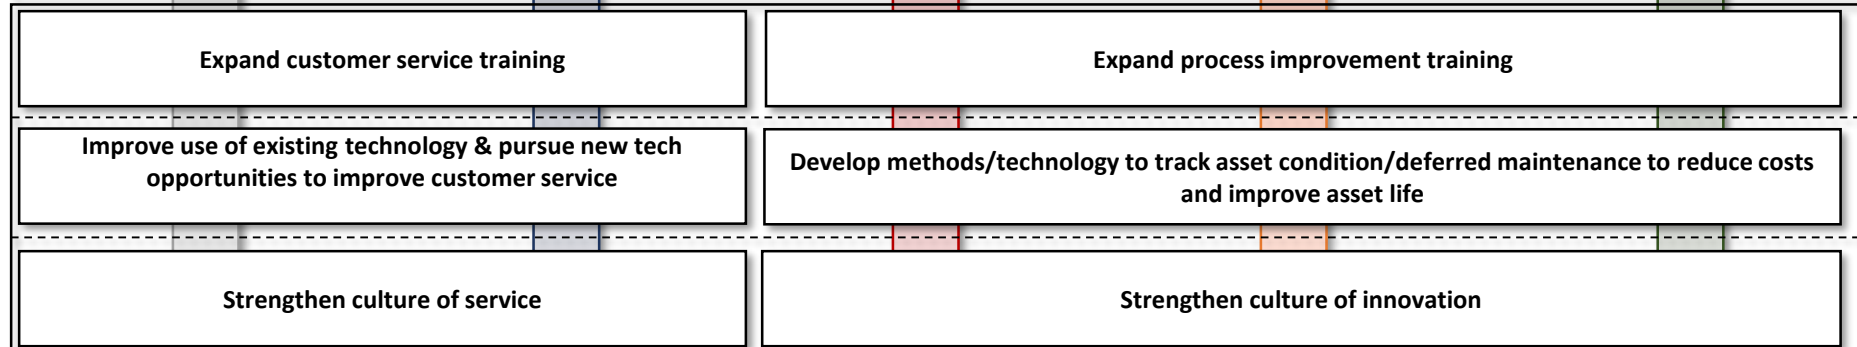 Expand customer service training
Expand process improvement training
Improve use of existing technology & pursue new tech
opportunities to improve customer service
Develop methods/technology to track asset condition/deferred maintenance to reduce costs
and improve asset life
Strengthen culture of service
Strengthen culture of innovation